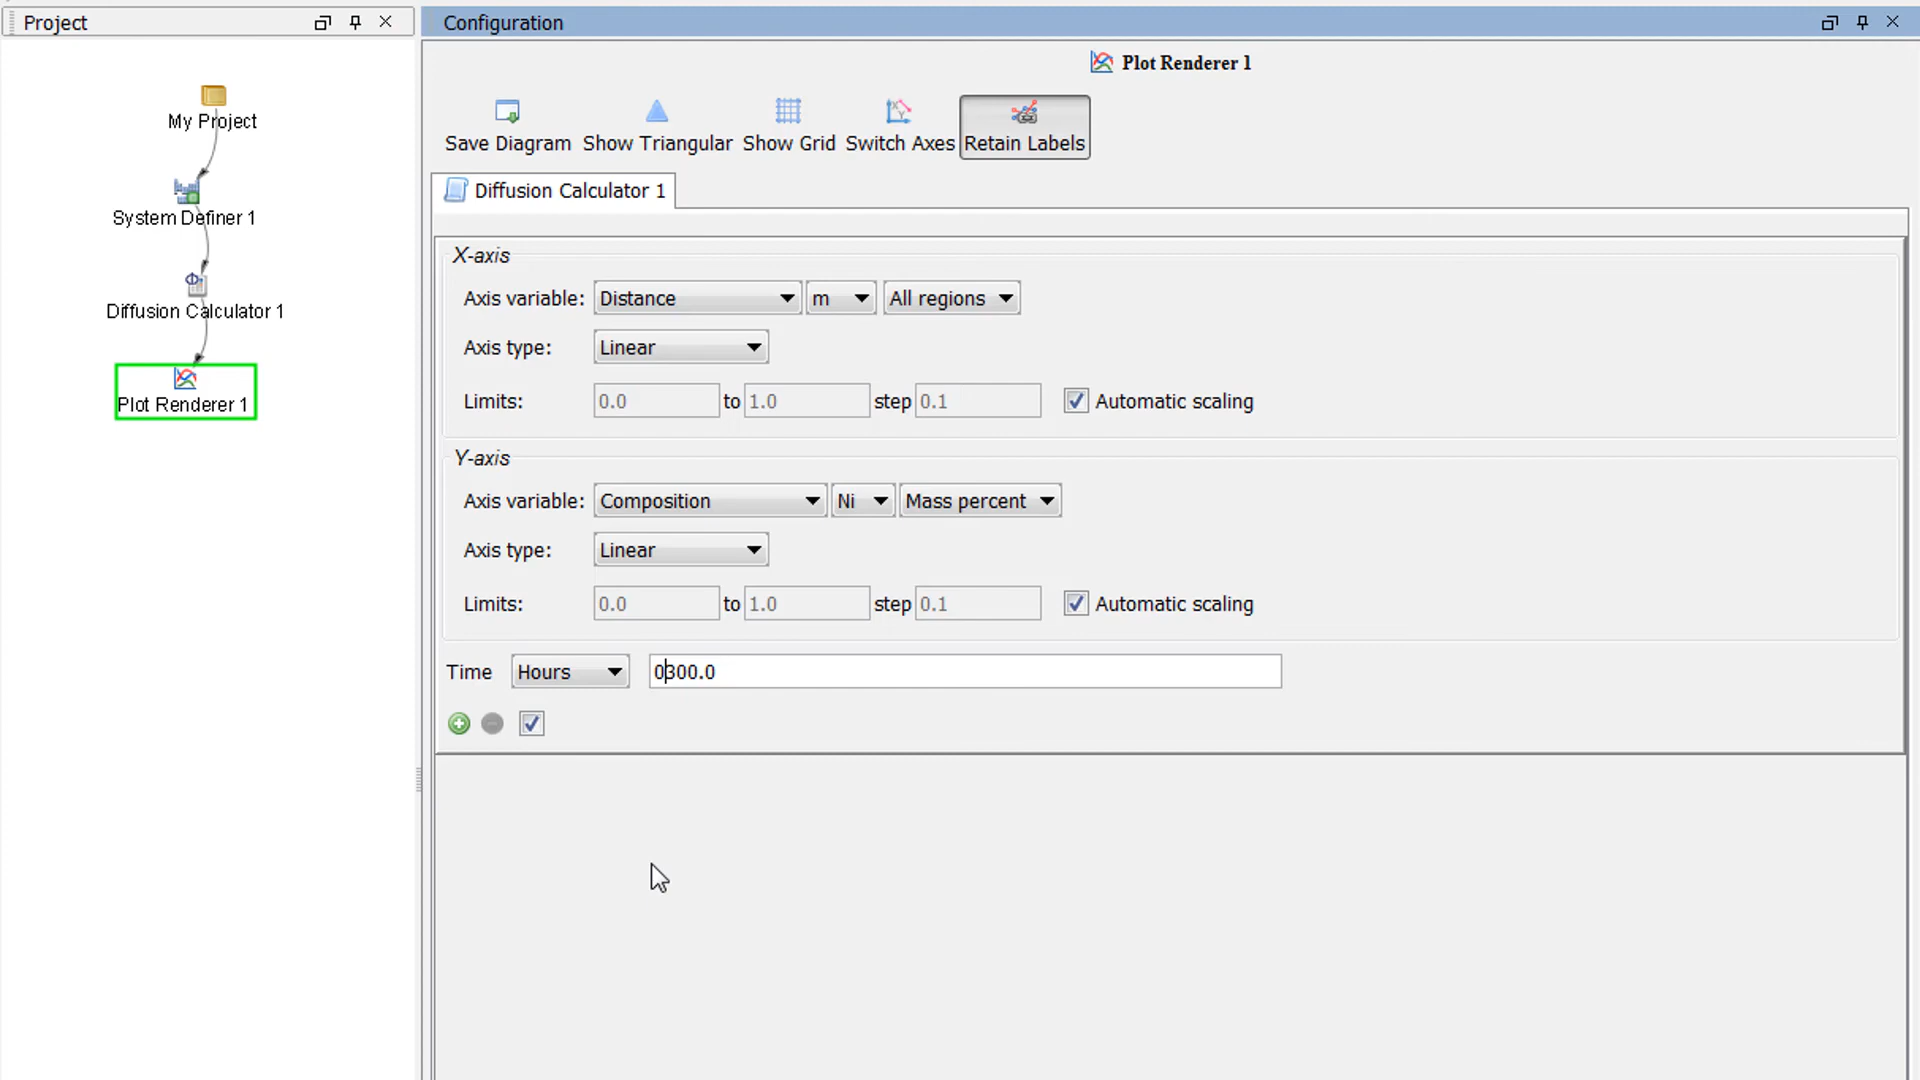 Project
Configuration
My Project
System Definer 1
Diffusion Calculator 1
Plot Renderer 1
Plot Renderer 1
Save Diagram Show Triangular Show Grid Switch Axes Retain Labels
Diffusion Calculator 1
X-axis
Axis variable: Distance m All regions
Axis type: Linear
Limits: 0.0 to 1.0 step 0.1 Automatic scaling
Y-axis
Axis variable: Composition Ni Mass percent
Axis type: Linear
Limits: 0.0 to 1.0 step 0.1 Automatic scaling
Time Hours 0300.0